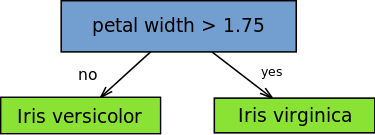 petal width > 1.75
no
yes
Iris versicolor
Iris virginica